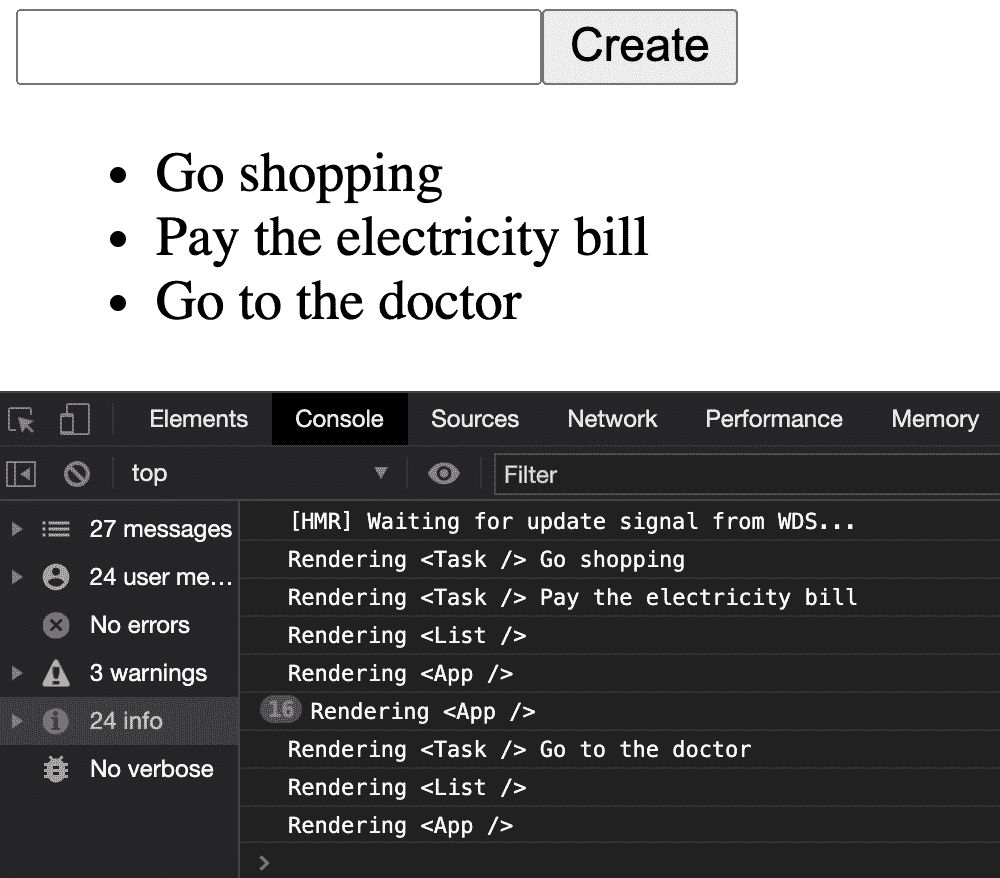 Create
Go shopping
Pay the electricity bill
Go to the doctor
Elements Console Sources Network Performance Memory
top Filter
27 messages
24 user me…
No errors
3 warnings
24 info
No verbose
[HMR] Waiting for update signal from WDS...
Rendering <Task /> Go shopping
Rendering <Task /> Pay the electricity bill
Rendering <List />
Rendering <App />
16 Rendering <App />
Rendering <Task /> Go to the doctor
Rendering <List />
Rendering <App />